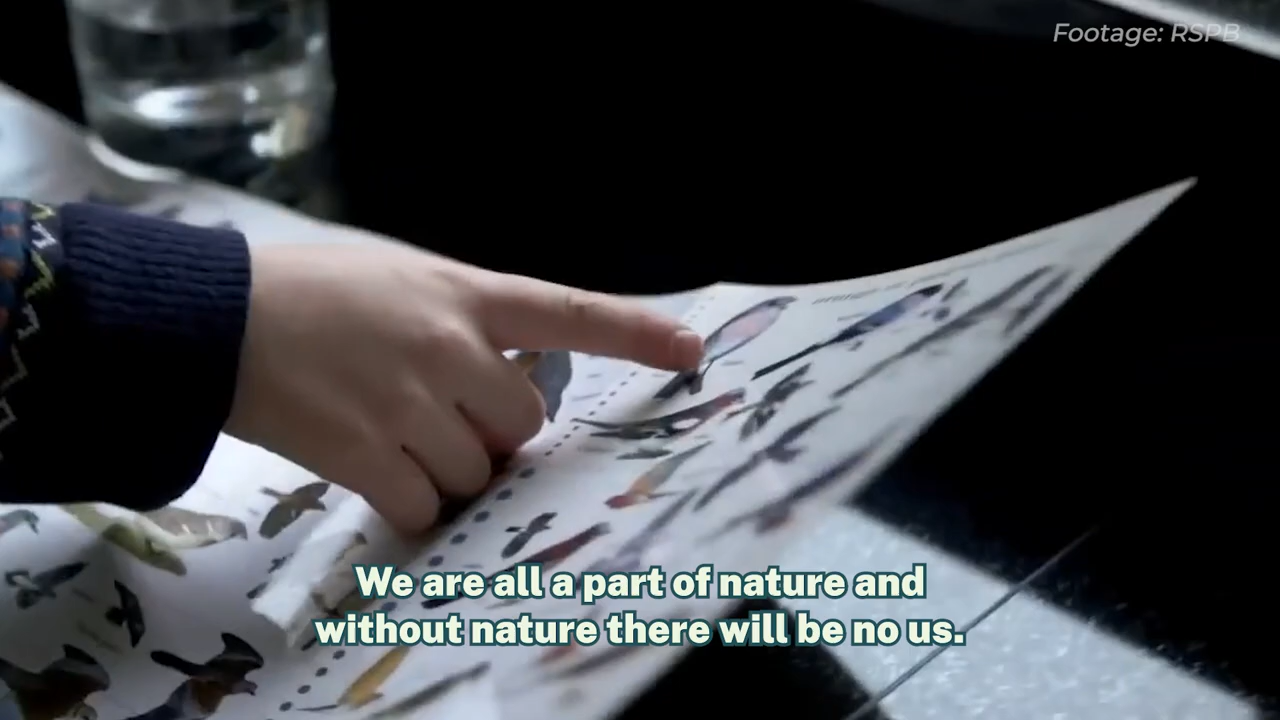 Footage: RSPB
We are all a part of nature and
without nature there will be no us.